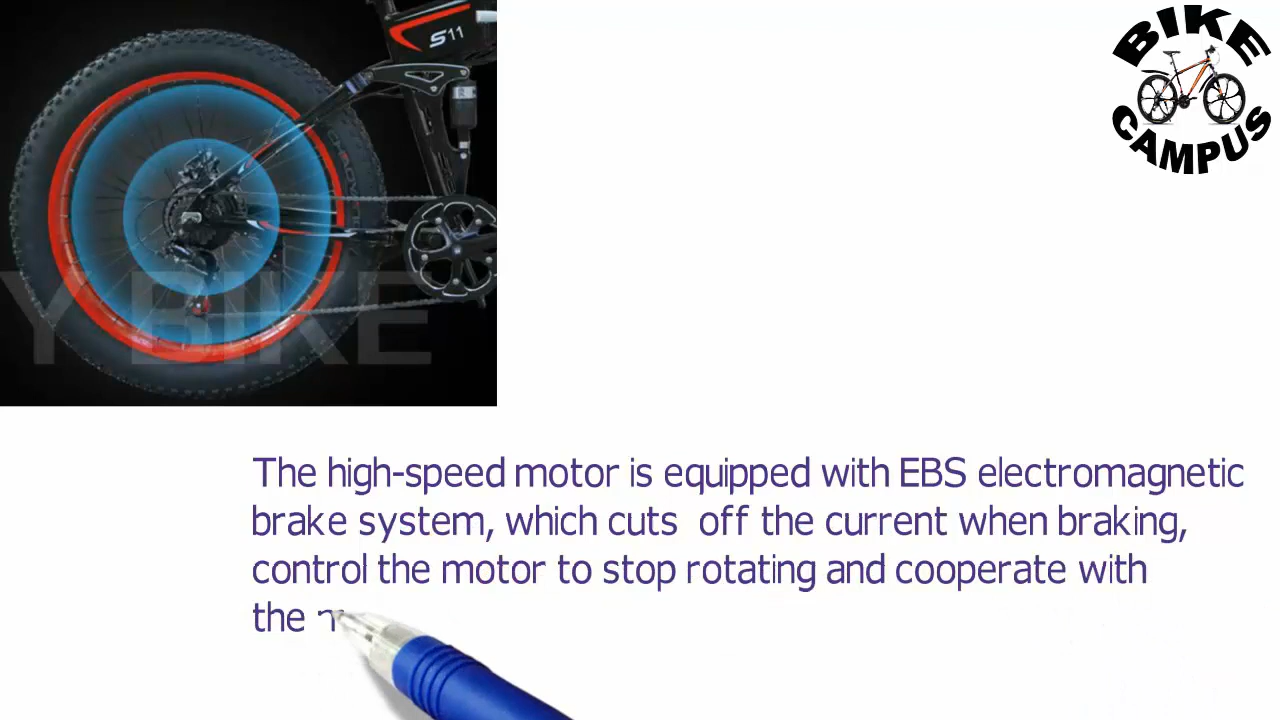 S11
R
BIKE
CAMPUS
Y BIKE
The high-speed motor is equipped with EBS electromagnetic
brake system, which cuts off the current when braking,
control the motor to stop rotating and cooperate with
the